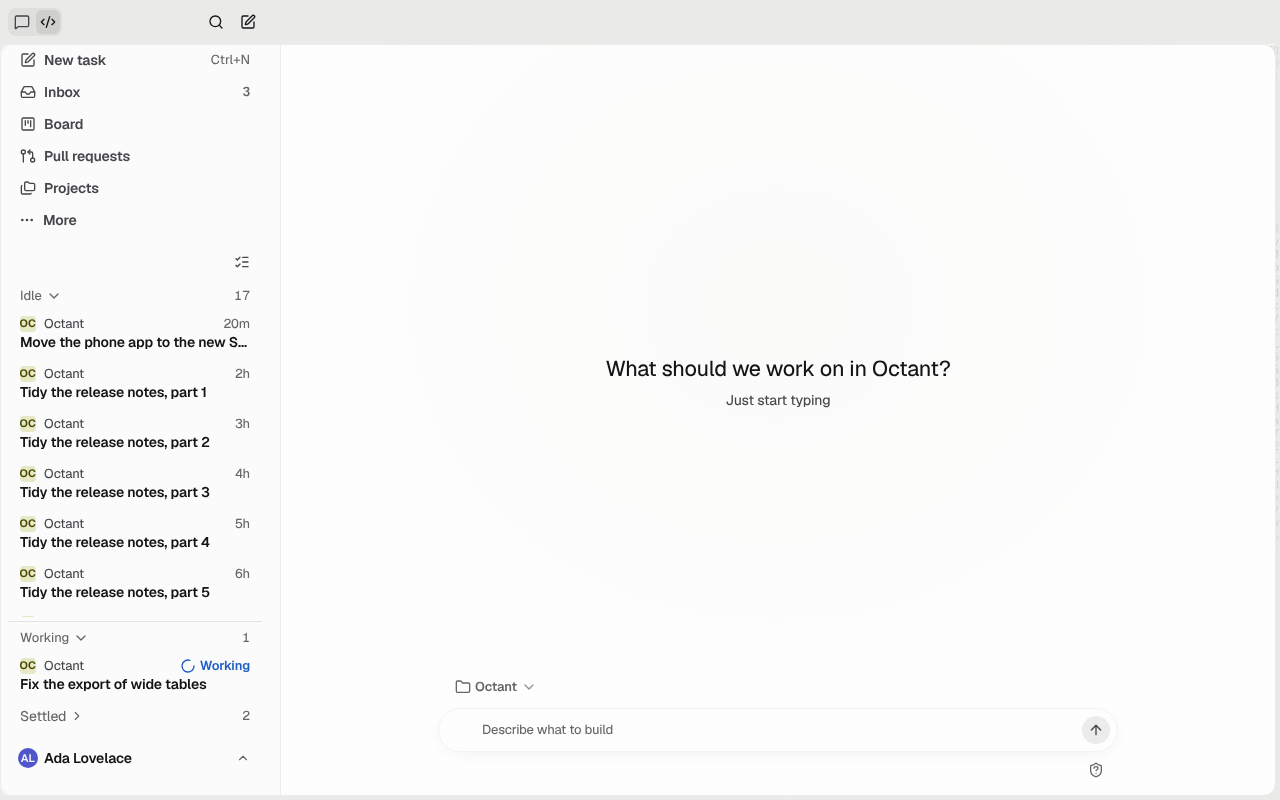 New task Ctrl+N
Inbox 3
Board
Pull requests
Projects
More
Idle 17
OC Octant 20m
Move the phone app to the new S...
OC Octant 2h
Tidy the release notes, part 1
OC Octant 3h
Tidy the release notes, part 2
OC Octant 4h
Tidy the release notes, part 3
OC Octant 5h
Tidy the release notes, part 4
OC Octant 6h
Tidy the release notes, part 5
Working 1
OC Octant Working
Fix the export of wide tables
Settled 2
AL Ada Lovelace
What should we work on in Octant?
Just start typing
Octant
Describe what to build